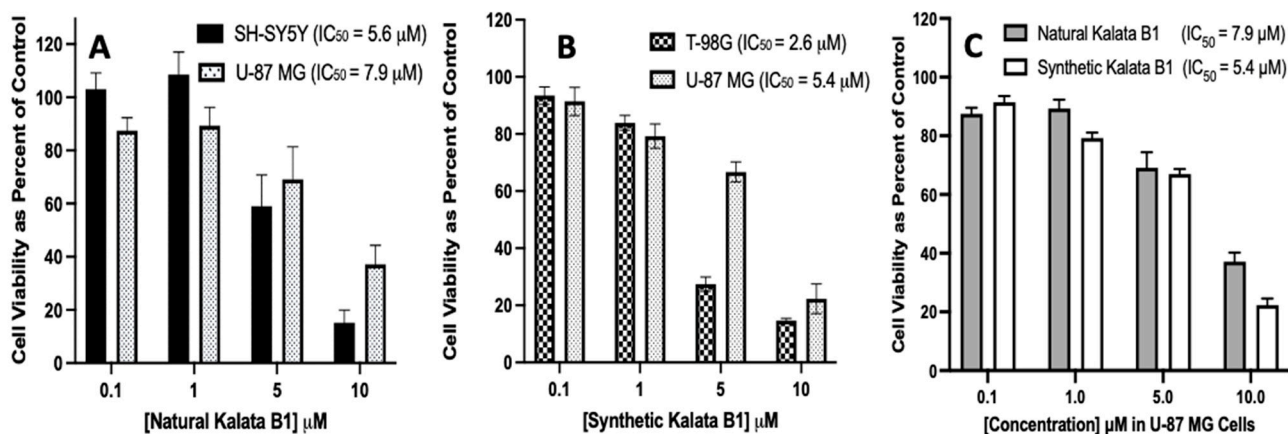 A
SH-SY5Y (IC50 = 5.6 µM)
U-87 MG (IC50 = 7.9 µM)
Cell Viability as Percent of Control
120
100
80
60
40
20
0
0.1 1 5 10
[Natural Kalata B1] µM
B
T-98G (IC50 = 2.6 µM)
U-87 MG (IC50 = 5.4 µM)
Cell Viability as Percent of Control
120
100
80
60
40
20
0
0.1 1 5 10
[Synthetic Kalata B1] µM
C
Natural Kalata B1 (IC50 = 7.9 µM)
Synthetic Kalata B1 (IC50 = 5.4 µM)
Cell Viability as Percent of Control
120
100
80
60
40
20
0
0.1 1.0 5.0 10.0
[Concentration] µM in U-87 MG Cells